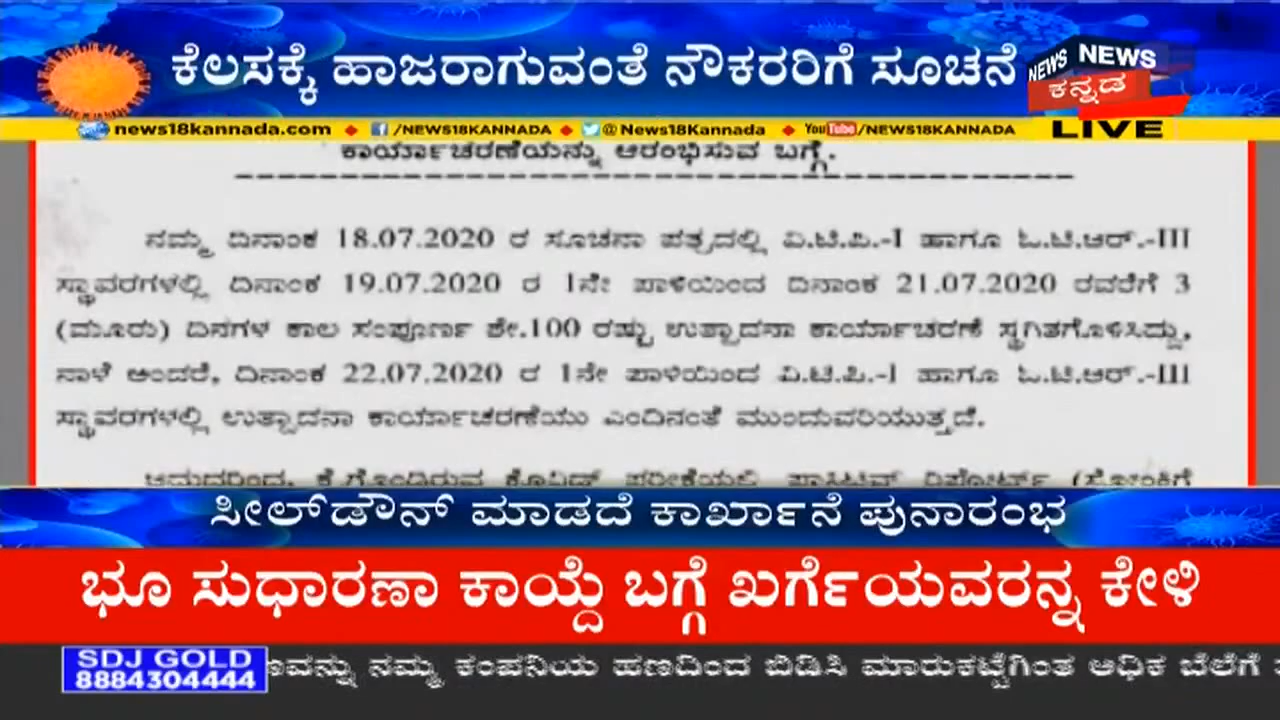 ಕೆಲಸಕ್ಕೆ ಹಾಜರಾಗುವಂತೆ ನೌಕರರಿಗೆ ಸೂಚನೆ
NEWS NEWS
ಕನ್ನಡ
news18kannada.com /NEWS18KANNADA @News18Kannada YouTube/NEWS18KANNADA LIVE
ಕಾರ್ಯಾಚರಣೆಯನ್ನು ಆರಂಭಿಸುವ ಬಗ್ಗೆ.
ನಮ್ಮ ದಿನಾಂಕ 18.07.2020 ರ ಸೂಚನಾ ಪತ್ರದಲ್ಲಿ ವಿ.ಟಿ.ಪಿ.-I ಹಾಗೂ ಓ.ಟಿ.ಆರ್.-III
ಸ್ಥಾವರಗಳಲ್ಲಿ ದಿನಾಂಕ 19.07.2020 ರ 1ನೇ ಪಾಳಿಯಿಂದ ದಿನಾಂಕ 21.07.2020 ರವರೆಗೆ 3
(ಮೂರು) ದಿನಗಳ ಕಾಲ ಸಂಪೂರ್ಣ ಶೇ.100 ರಷ್ಟು ಉತ್ಪಾದನಾ ಕಾರ್ಯಾಚರಣೆ ಸ್ಥಗಿತಗೊಳಿಸಿದ್ದು,
ನಾಳೆ ಅಂದರೆ, ದಿನಾಂಕ 22.07.2020 ರ 1ನೇ ಪಾಳಿಯಿಂದ ವಿ.ಟಿ.ಪಿ.-I ಹಾಗೂ ಓ.ಟಿ.ಆರ್.-III
ಸ್ಥಾವರಗಳಲ್ಲಿ ಉತ್ಪಾದನಾ ಕಾರ್ಯಾಚರಣೆಯು ಎಂದಿನಂತೆ ಮುಂದುವರಿಯುತ್ತದೆ.
ಸೀಲ್‌ಡೌನ್ ಮಾಡದೆ ಕಾರ್ಖಾನೆ ಪುನಾರಂಭ
ಭೂ ಸುಧಾರಣಾ ಕಾಯ್ದೆ ಬಗ್ಗೆ ಖರ್ಗೆಯವರನ್ನ ಕೇಳಿ
SDJ GOLD
8884304444
ನಮ್ಮ ಕಂಪನಿಯ ಹಣದಿಂದ ಬಿಡಿಸಿ ಮಾರುಕಟ್ಟೆಗಿಂತ ಅಧಿಕ ಬೆಲೆಗೆ